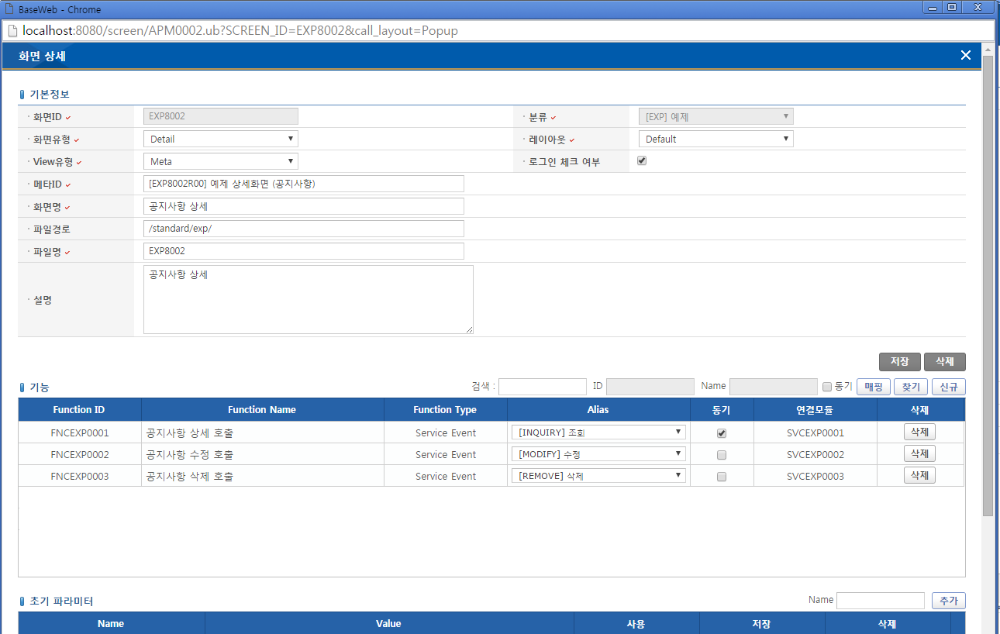 BaseWeb - Chrome
localhost:8080/screen/APM0002.ub?SCREEN_ID=EXP8002&call_layout=Popup
화면 상세
기본정보
화면ID EXP8002 분류 [EXP] 예제
화면유형 Detail 레이아웃 Default
View유형 Meta 로그인 체크 여부
메타ID [EXP8002R00] 예제 상세화면 (공지사항)
화면명 공지사항 상세
파일경로 /standard/exp/
파일명 EXP8002
설명 공지사항 상세
저장 삭제
기능 검색 : ID Name 동기 매핑 찾기 신규
Function ID Function Name Function Type Alias 동기 연결모듈 삭제
FNCEXP0001 공지사항 상세 호출 Service Event [INQUIRY] 조회 SVCEXP0001 삭제
FNCEXP0002 공지사항 수정 호출 Service Event [MODIFY] 수정 SVCEXP0002 삭제
FNCEXP0003 공지사항 삭제 호출 Service Event [REMOVE] 삭제 SVCEXP0003 삭제
초기 파라미터 Name 추가
Name Value 사용 저장 삭제